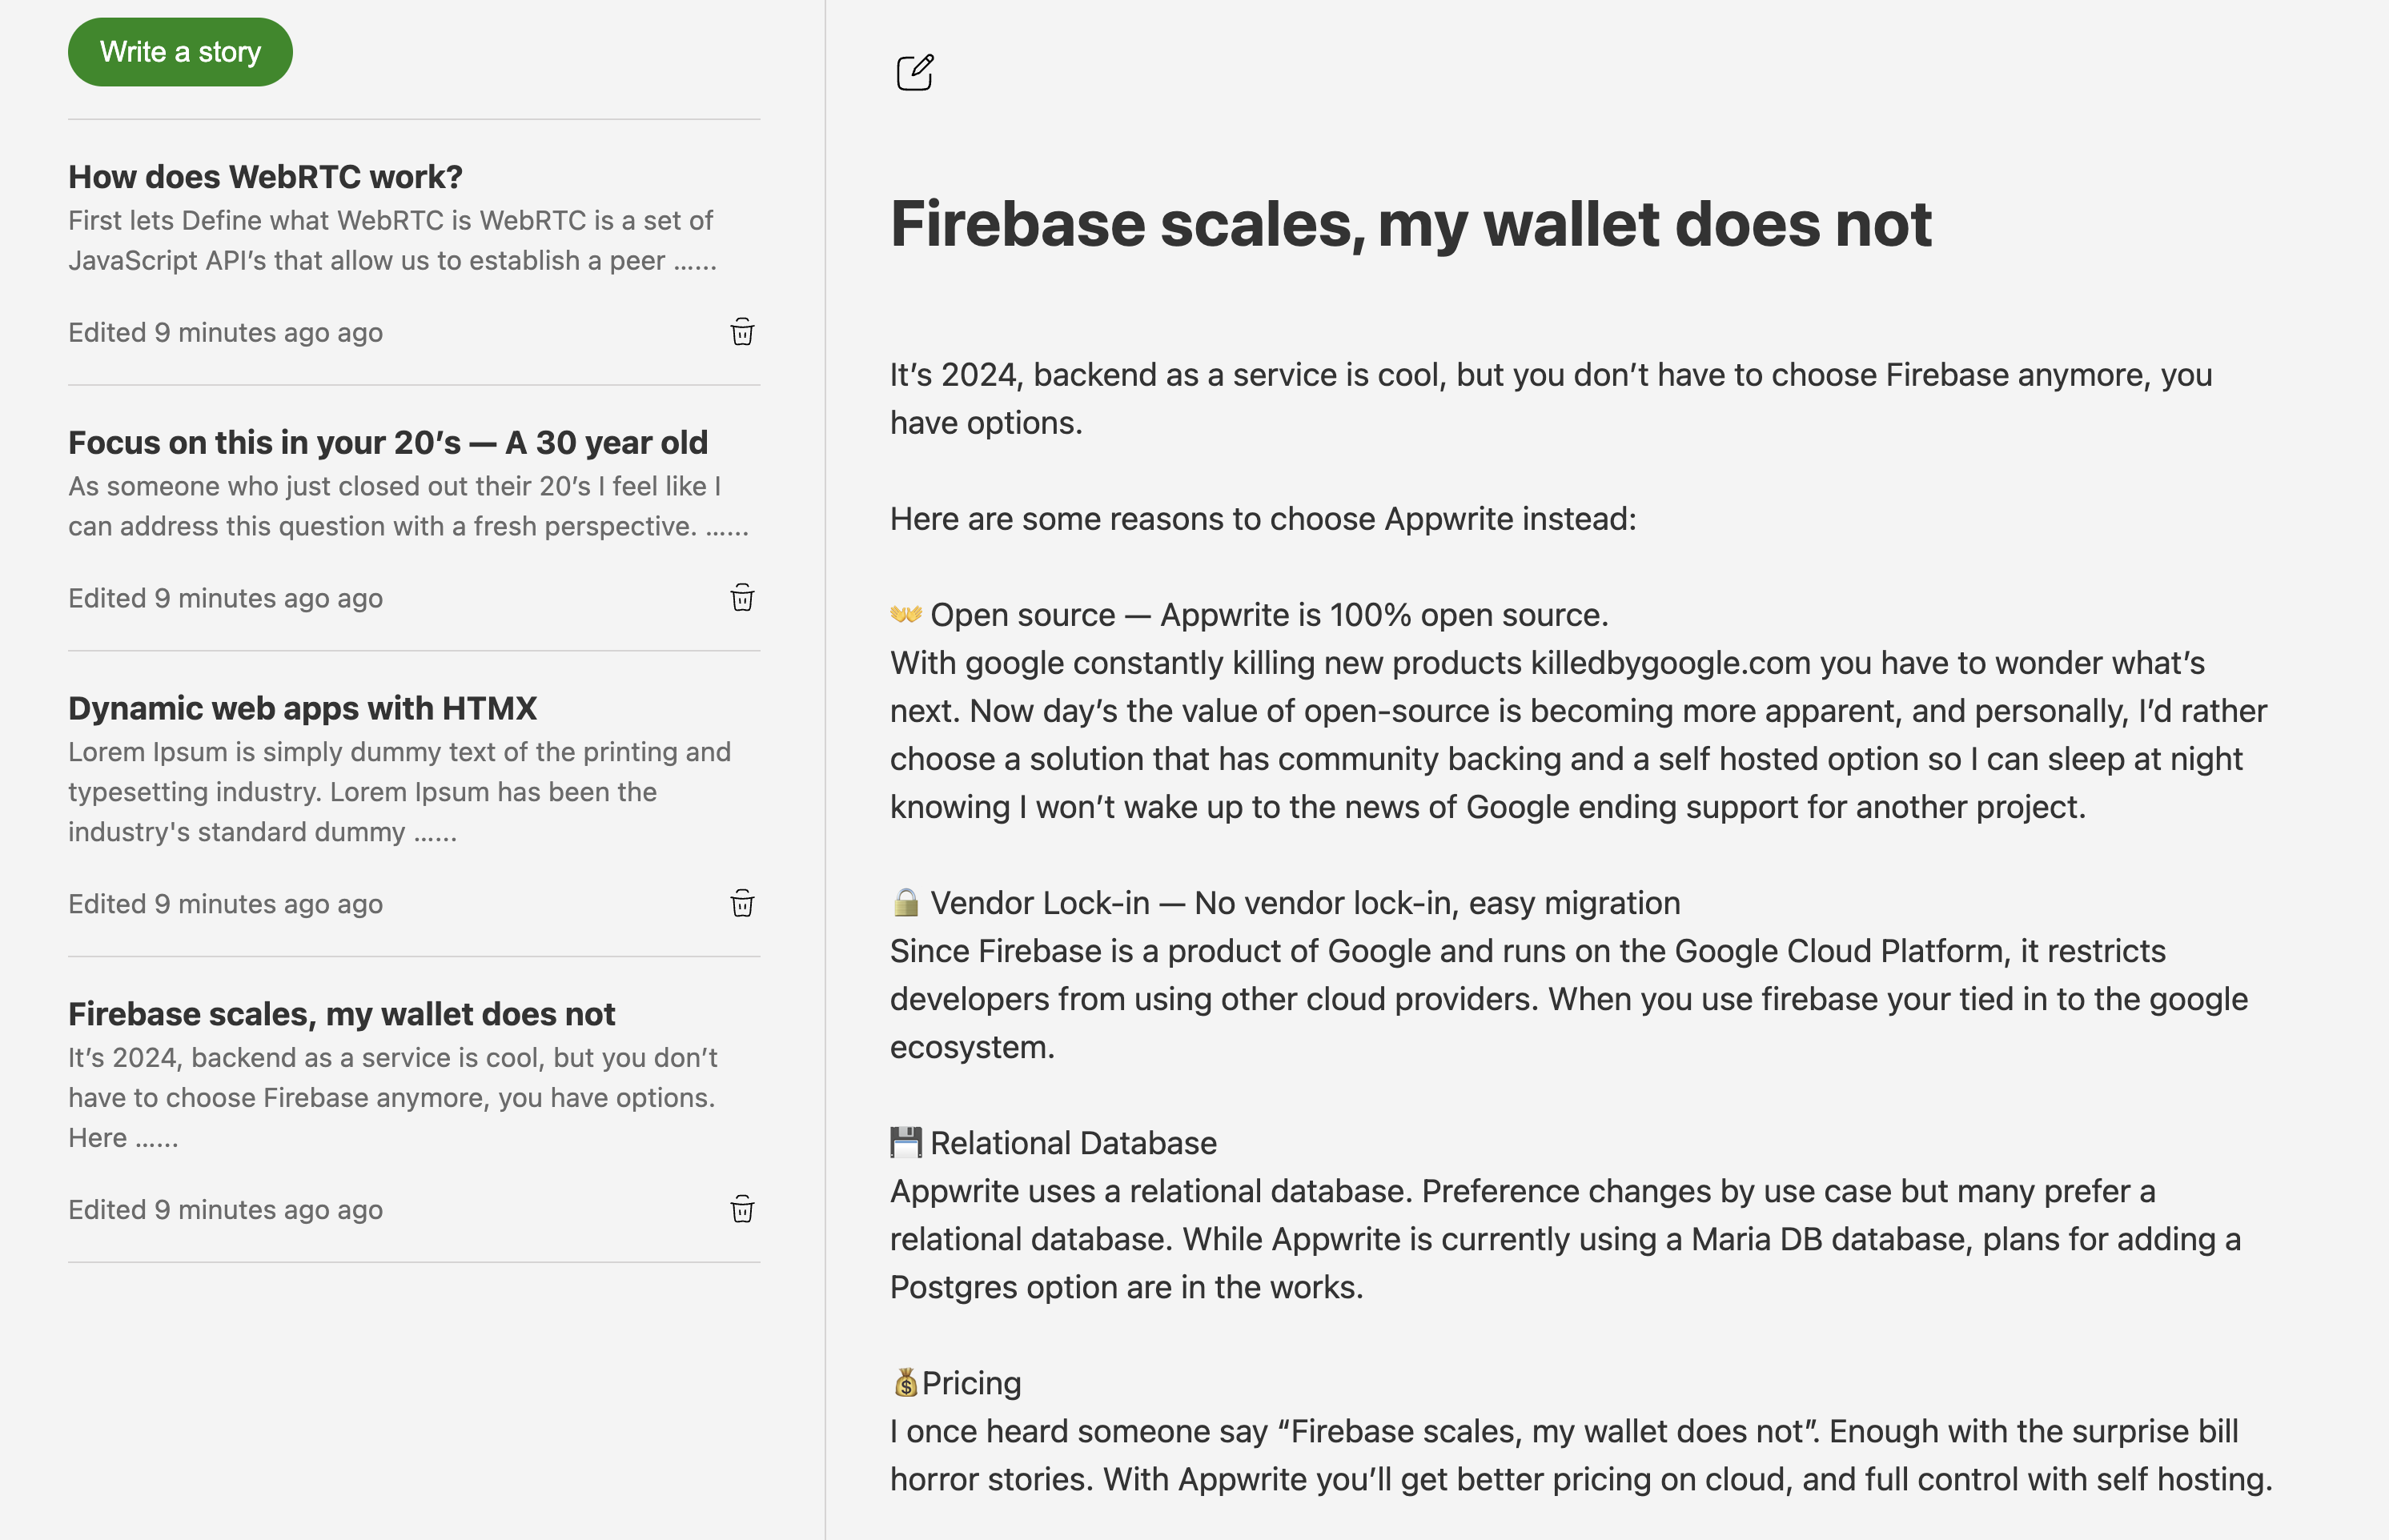 Write a story
How does WebRTC work?
First lets Define what WebRTC is WebRTC is a set of
JavaScript API’s that allow us to establish a peer ......
Edited 9 minutes ago ago
Focus on this in your 20’s — A 30 year old
As someone who just closed out their 20’s I feel like I
can address this question with a fresh perspective. ......
Edited 9 minutes ago ago
Dynamic web apps with HTMX
Lorem Ipsum is simply dummy text of the printing and
typesetting industry. Lorem Ipsum has been the
industry's standard dummy ......
Edited 9 minutes ago ago
Firebase scales, my wallet does not
It’s 2024, backend as a service is cool, but you don’t
have to choose Firebase anymore, you have options.
Here ......
Edited 9 minutes ago ago
Firebase scales, my wallet does not
It’s 2024, backend as a service is cool, but you don’t have to choose Firebase anymore, you
have options.
Here are some reasons to choose Appwrite instead:
👐 Open source — Appwrite is 100% open source.
With google constantly killing new products killedbygoogle.com you have to wonder what’s
next. Now day’s the value of open-source is becoming more apparent, and personally, I’d rather
choose a solution that has community backing and a self hosted option so I can sleep at night
knowing I won’t wake up to the news of Google ending support for another project.
🔒 Vendor Lock-in — No vendor lock-in, easy migration
Since Firebase is a product of Google and runs on the Google Cloud Platform, it restricts
developers from using other cloud providers. When you use firebase your tied in to the google
ecosystem.
💾 Relational Database
Appwrite uses a relational database. Preference changes by use case but many prefer a
relational database. While Appwrite is currently using a Maria DB database, plans for adding a
Postgres option are in the works.
💰Pricing
I once heard someone say “Firebase scales, my wallet does not”. Enough with the surprise bill
horror stories. With Appwrite you’ll get better pricing on cloud, and full control with self hosting.